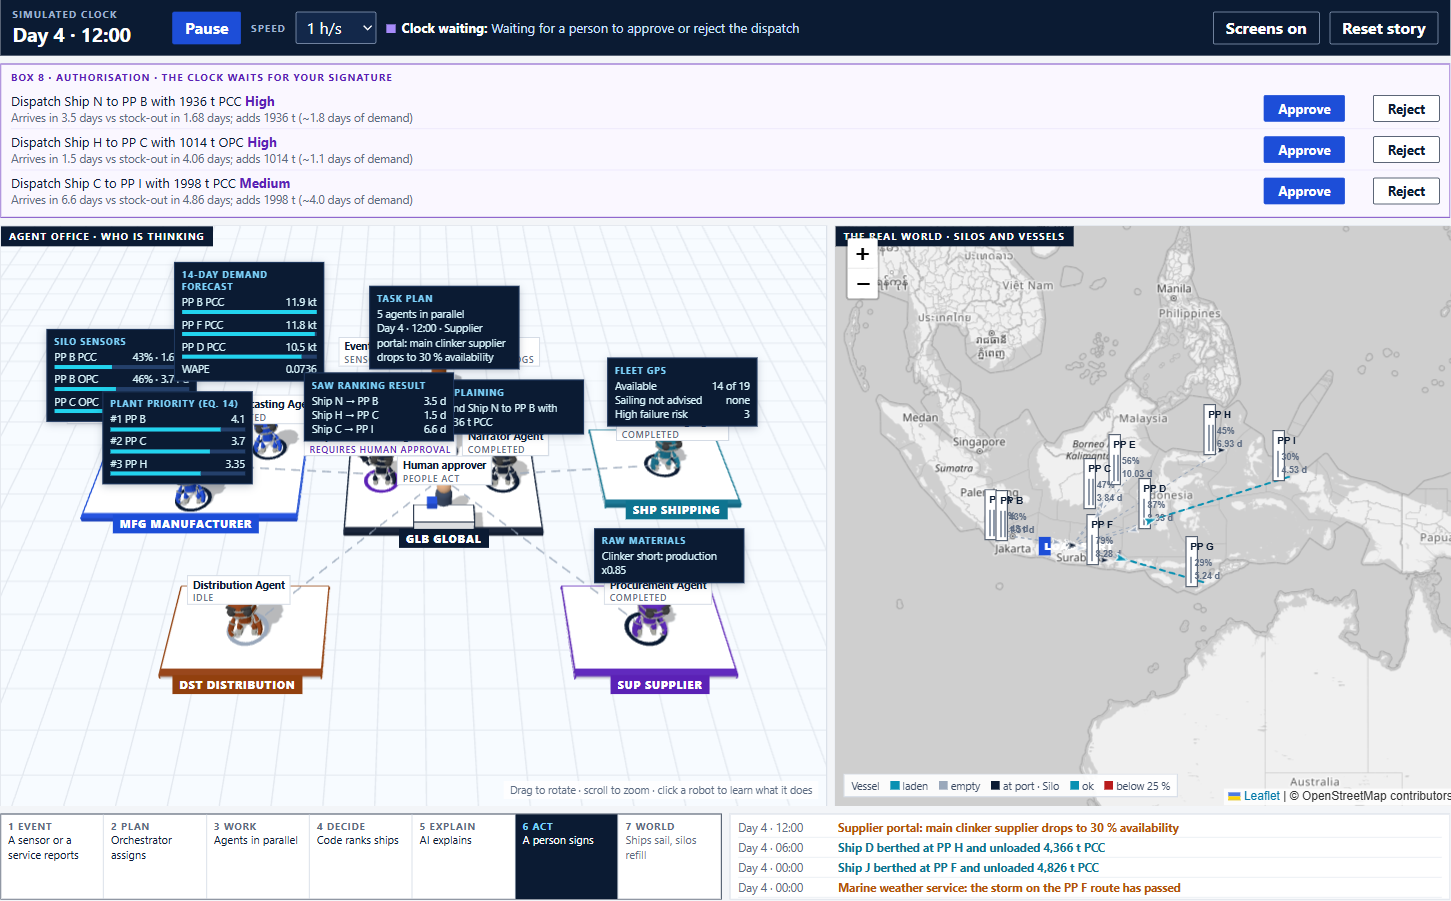 SIMULATED CLOCK
Day 4 · 12:00
Pause
SPEED
1 h/s
Clock waiting: Waiting for a person to approve or reject the dispatch
Screens on
Reset story
BOX 8 · AUTHORISATION · THE CLOCK WAITS FOR YOUR SIGNATURE
Dispatch Ship N to PP B with 1936 t PCC High
Arrives in 3.5 days vs stock-out in 1.68 days; adds 1936 t (~1.8 days of demand)
Approve
Reject
Dispatch Ship H to PP C with 1014 t OPC High
Arrives in 1.5 days vs stock-out in 4.06 days; adds 1014 t (~1.1 days of demand)
Approve
Reject
Dispatch Ship C to PP I with 1998 t PCC Medium
Arrives in 6.6 days vs stock-out in 4.86 days; adds 1998 t (~4.0 days of demand)
Approve
Reject
AGENT OFFICE · WHO IS THINKING
14-DAY DEMAND
FORECAST
PP B PCC 11.9 kt
PP F PCC 11.8 kt
PP D PCC 10.5 kt
WAPE 0.0736
SILO SENSORS
PP B PCC 43% · 1.6
PP B OPC 46% · 3.7
PP C OPC
PLANT PRIORITY (EQ. 14)
#1 PP B 4.1
#2 PP C 3.7
#3 PP H 3.35
TASK PLAN
5 agents in parallel
Day 4 · 12:00 · Supplier
portal: main clinker supplier
drops to 30 % availability
SAW RANKING RESULT
Ship N → PP B 3.5 d
Ship H → PP C 1.5 d
Ship C → PP I 6.6 d
REQUIRES HUMAN APPROVAL
PLAINING
nd Ship N to PP B with
36 t PCC
Narrator Agent
COMPLETED
Human approver
PEOPLE ACT
FLEET GPS
Available 14 of 19
Sailing not advised none
High failure risk 3
COMPLETED
MFG MANUFACTURER
GLB GLOBAL
SHP SHIPPING
RAW MATERIALS
Clinker short: production
x0.85
Procurement Agent
COMPLETED
Distribution Agent
IDLE
DST DISTRIBUTION
SUP SUPPLIER
Drag to rotate · scroll to zoom · click a robot to learn what it does
THE REAL WORLD · SILOS AND VESSELS
+
−
Việt Nam
Manila
Philippines
ประเทศไทย
Medan
Malaysia
Singapore
Borneo
Sumatra
Jakarta
PP H
45%
6.93 d
PP I
30%
4.53 d
PP E
56%
10.03 d
PP C
47%
3.84 d
PP D
PP B
PP F
79%
8.28 d
PP G
29%
5.24 d
Australia
Vessel laden empty at port · Silo ok below 25 %
Leaflet | © OpenStreetMap contributors
1 EVENT
A sensor or a
service reports
2 PLAN
Orchestrator
assigns
3 WORK
Agents in parallel
4 DECIDE
Code ranks ships
5 EXPLAIN
AI explains
6 ACT
A person signs
7 WORLD
Ships sail, silos
refill
Day 4 · 12:00 Supplier portal: main clinker supplier drops to 30 % availability
Day 4 · 06:00 Ship D berthed at PP H and unloaded 4,366 t PCC
Day 4 · 00:00 Ship J berthed at PP F and unloaded 4,826 t PCC
Day 4 · 00:00 Marine weather service: the storm on the PP F route has passed